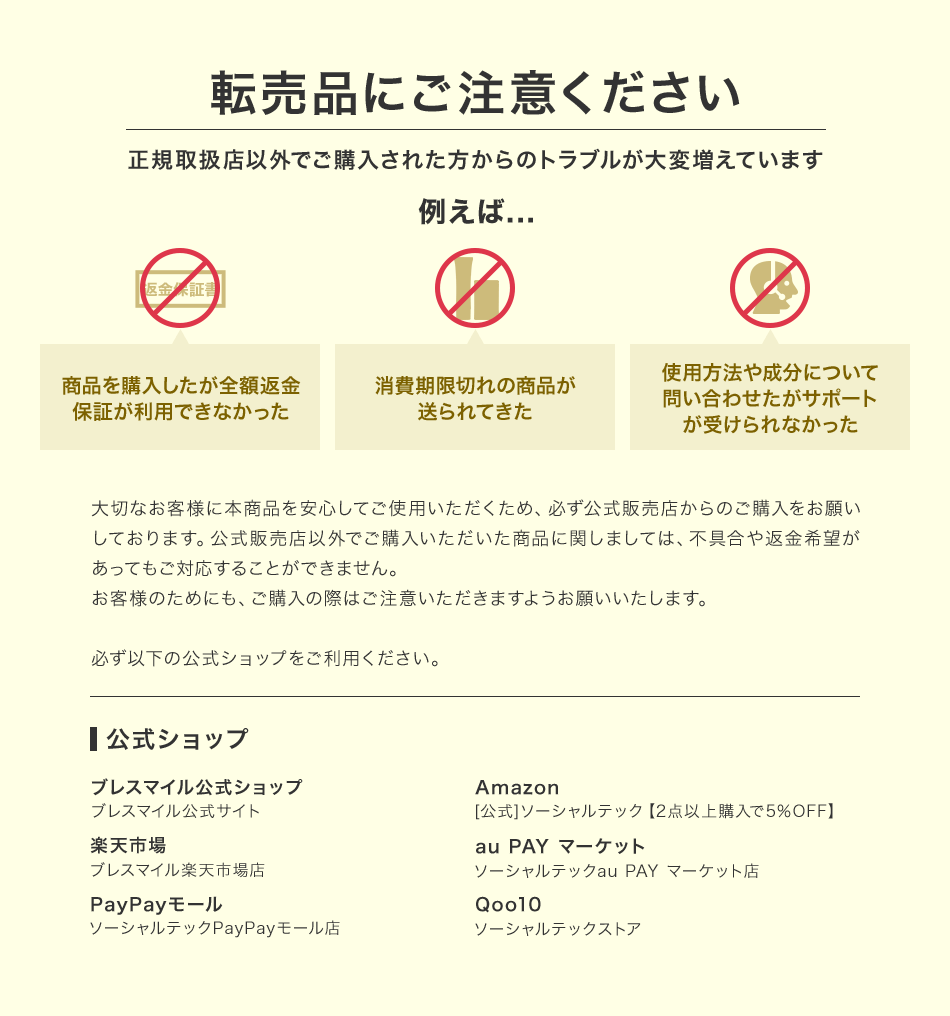 転売品にご注意ください
正規取扱店以外でご購入された方からのトラブルが大変増えています
例えば...
返金保証書
商品を購入したが全額返金
保証が利用できなかった
消費期限切れの商品が
送られてきた
使用方法や成分について
問い合わせたがサポート
が受けられなかった
大切なお客様に本商品を安心してご使用いただくため、必ず公式販売店からのご購入をお願い
しております。公式販売店以外でご購入いただいた商品に関しましては、不具合や返金希望が
あってもご対応することができません。
お客様のためにも、ご購入の際はご注意いただきますようお願いいたします。
必ず以下の公式ショップをご利用ください。
公式ショップ
ブレスマイル公式ショップ
ブレスマイル公式サイト
Amazon
[公式]ソーシャルテック【2点以上購入で5%OFF】
楽天市場
ブレスマイル楽天市場店
au PAY マーケット
ソーシャルテックau PAY マーケット店
PayPayモール
ソーシャルテックPayPayモール店
Qoo10
ソーシャルテックストア